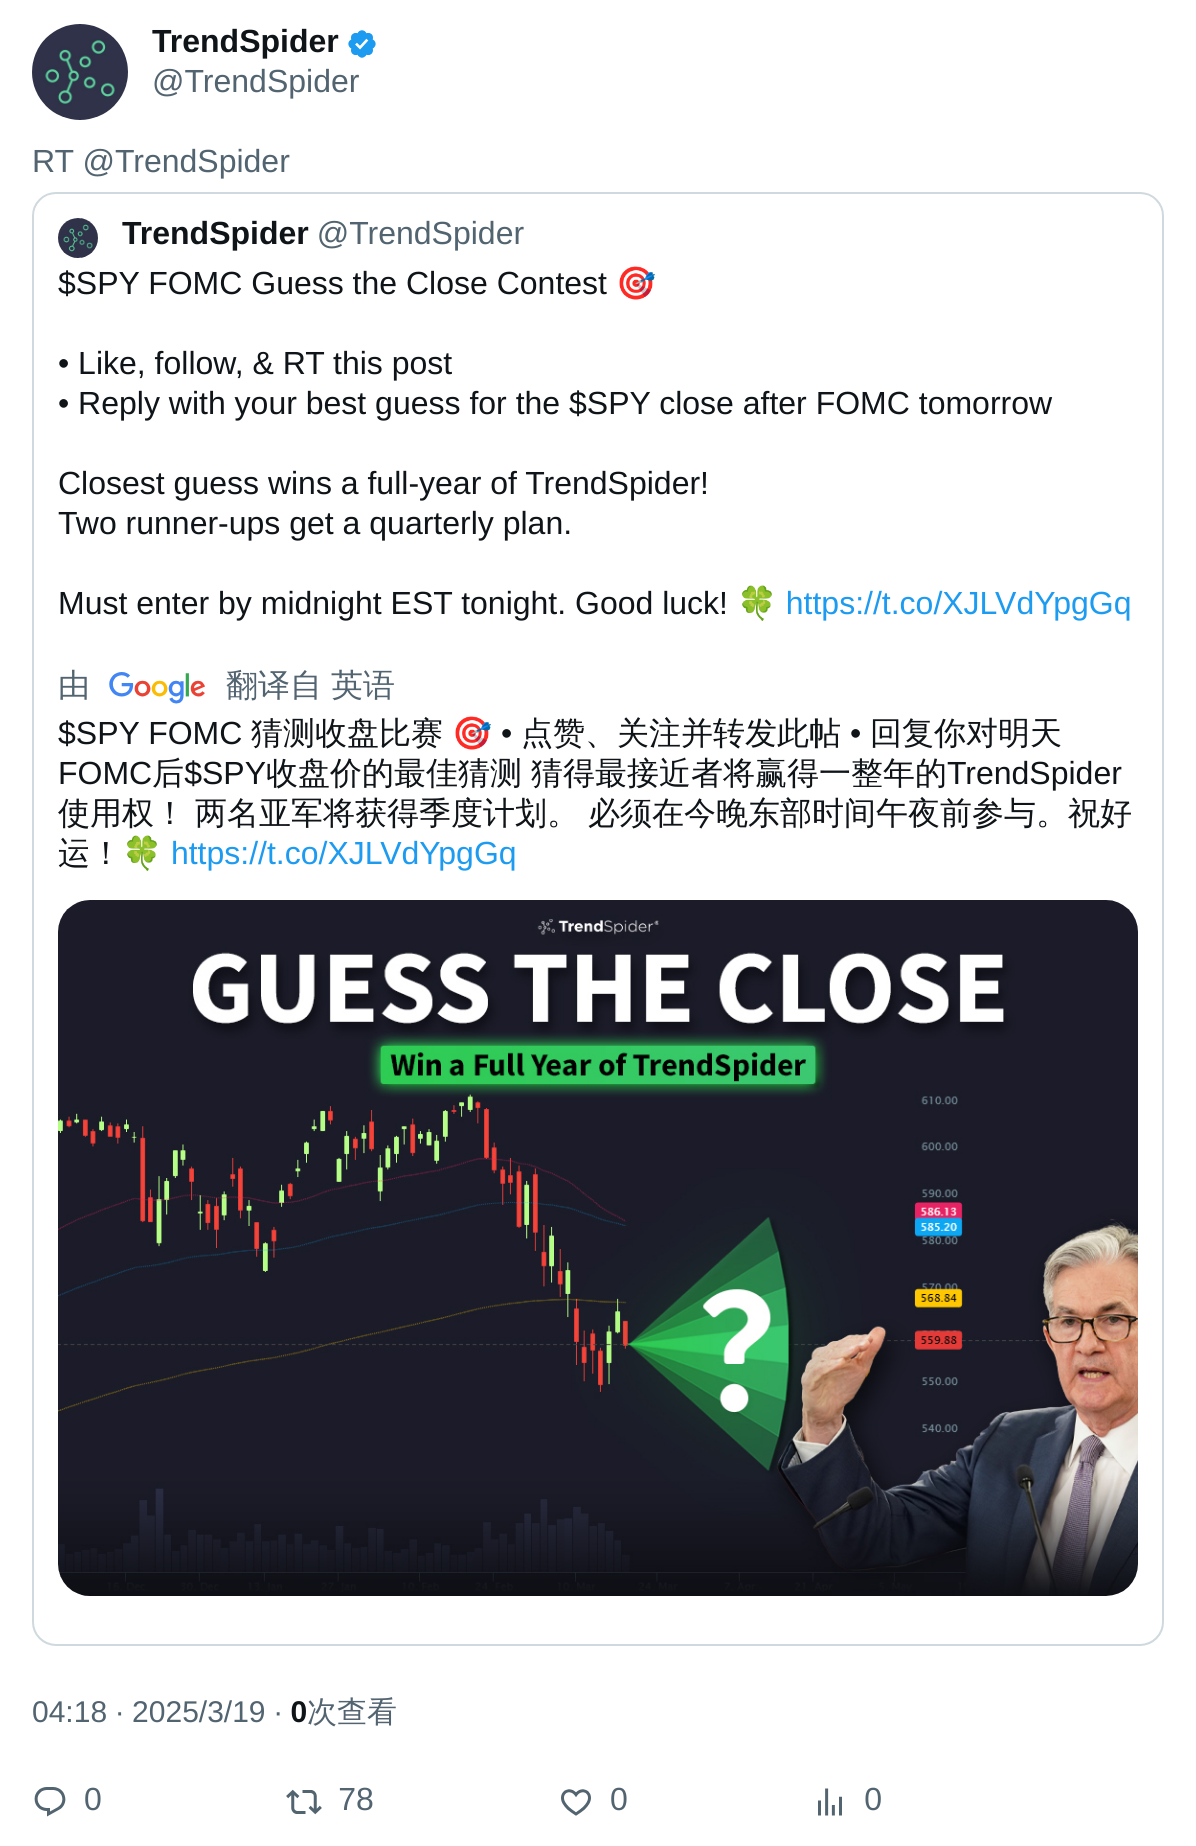 TrendSpider
@TrendSpider
RT @TrendSpider
TrendSpider @TrendSpider
$SPY FOMC Guess the Close Contest 🎯
• Like, follow, & RT this post
• Reply with your best guess for the $SPY close after FOMC tomorrow
Closest guess wins a full-year of TrendSpider!
Two runner-ups get a quarterly plan.
Must enter by midnight EST tonight. Good luck! 🍀 https://t.co/XJLVdYpgGq
由 Google 翻译自 英语
$SPY FOMC 猜测收盘比赛 🎯 • 点赞、关注并转发此帖 • 回复你对明天
FOMC后$SPY收盘价的最佳猜测 猜得最接近者将赢得一整年的TrendSpider
使用权！ 两名亚军将获得季度计划。 必须在今晚东部时间午夜前参与。祝好
运！🍀 https://t.co/XJLVdYpgGq
TrendSpider
GUESS THE CLOSE
Win a Full Year of TrendSpider
610.00
600.00
590.00
586.13
585.20
580.00
570.00
568.84
559.88
550.00
540.00
?
04:18 · 2025/3/19 · 0次查看
0 78 0 0